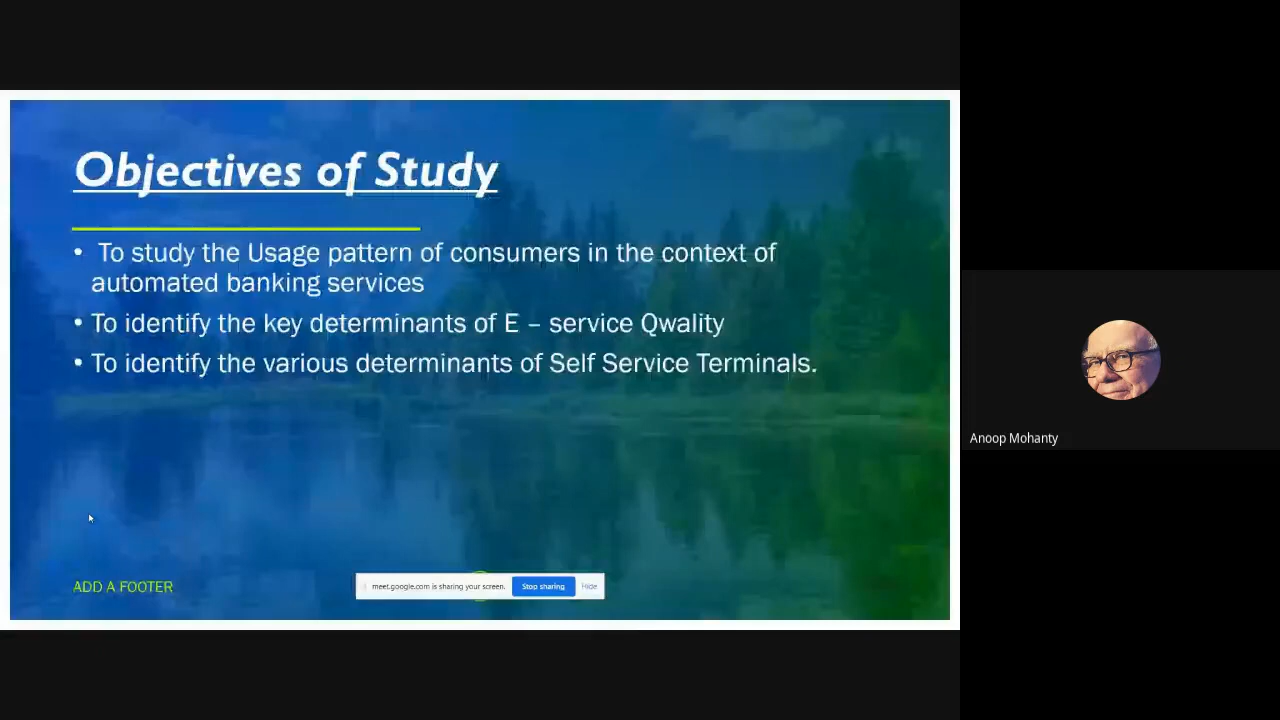 Objectives of Study
• To study the Usage pattern of consumers in the context of
automated banking services
• To identify the key determinants of E – service Qwality
• To identify the various determinants of Self Service Terminals.
ADD A FOOTER
meet.google.com is sharing your screen. Stop sharing Hide
Anoop Mohanty